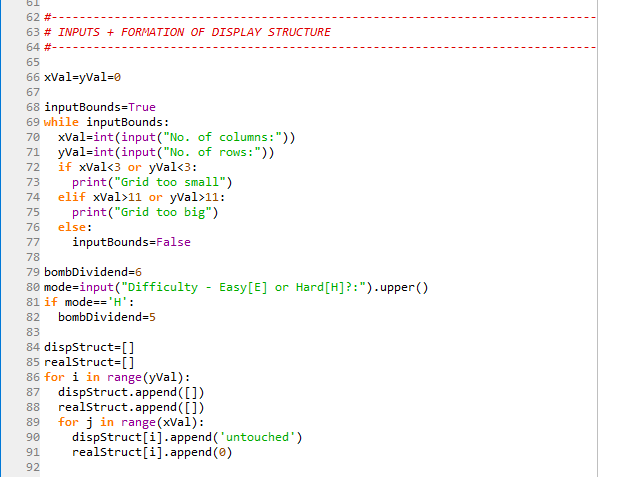 61
62 #------------------------------------------------------------------------------
63 # INPUTS + FORMATION OF DISPLAY STRUCTURE
64 #------------------------------------------------------------------------------
65
66 xVal=yVal=0
67
68 inputBounds=True
69 while inputBounds:
70   xVal=int(input("No. of columns:"))
71   yVal=int(input("No. of rows:"))
72   if xVal<3 or yVal<3:
73     print("Grid too small")
74   elif xVal>11 or yVal>11:
75     print("Grid too big")
76   else:
77     inputBounds=False
78
79 bombDividend=6
80 mode=input("Difficulty - Easy[E] or Hard[H]?:").upper()
81 if mode=='H':
82   bombDividend=5
83
84 dispStruct=[]
85 realStruct=[]
86 for i in range(yVal):
87   dispStruct.append([])
88   realStruct.append([])
89   for j in range(xVal):
90     dispStruct[i].append('untouched')
91     realStruct[i].append(0)
92